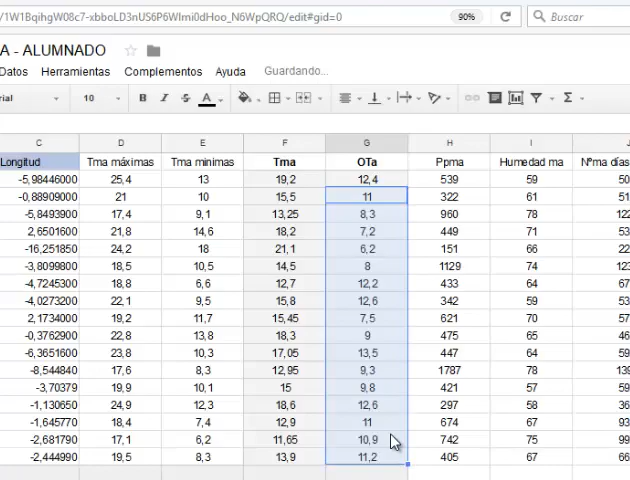 /1W1BqihgW08c7-xbboLD3nUS6P6WImi0dHoo_N6WpQRQ/edit#gid=0 90% Buscar
A - ALUMNADO
Datos Herramientas Complementos Ayuda Guardando...
rial 10 B I S A Σ
C D E F G H I J
Longitud Tma máximas Tma minimas Tma OTa Ppma Humedad ma Nºma días
-5,98446000 25,4 13 19,2 12,4 539 59 50
-0,88909000 21 10 15,5 11 322 61 51
-5,8493900 17,4 9,1 13,25 8,3 960 78 122
2,6501600 21,8 14,6 18,2 7,2 449 71 53
-16,251850 24,2 18 21,1 6,2 151 66 22
-3,8099800 18,5 10,5 14,5 8 1129 74 123
-4,7245300 18,8 6,6 12,7 12,2 433 64 67
-4,0273200 22,1 9,5 15,8 12,6 342 59 53
2,1734000 19,2 11,7 15,45 7,5 621 70 57
-0,3762900 22,8 13,8 18,3 9 475 65 46
-6,3651600 23,8 10,3 17,05 13,5 447 64 59
-8,544840 17,6 8,3 12,95 9,3 1787 78 139
-3,70379 19,9 10,1 15 9,8 421 57 59
-1,130650 24,9 12,3 18,6 12,6 297 58 36
-1,645770 18,4 7,4 12,9 11 674 67 93
-2,681790 17,1 6,2 11,65 10,9 742 75 99
-2,444990 19,5 8,3 13,9 11,2 405 67 66